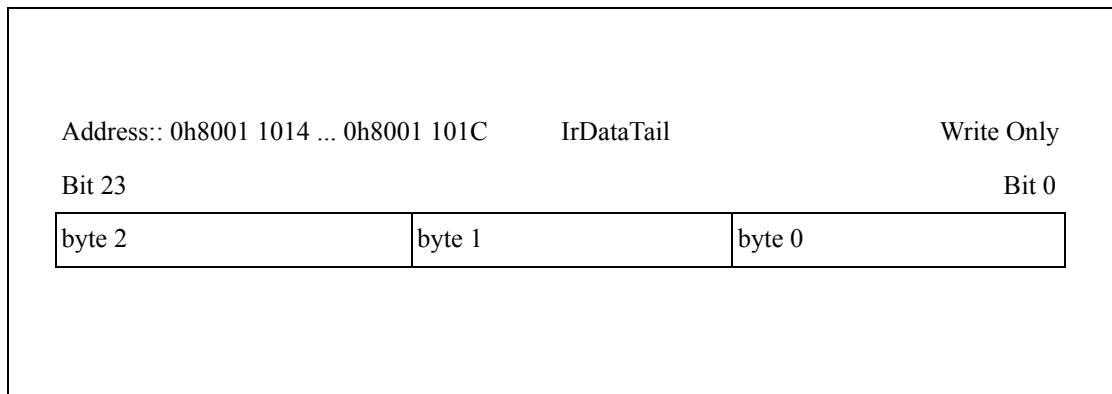 Address:: 0h8001 1014 ... 0h8001 101C IrDataTail Write Only
Bit 23 Bit 0
byte 2 byte 1 byte 0